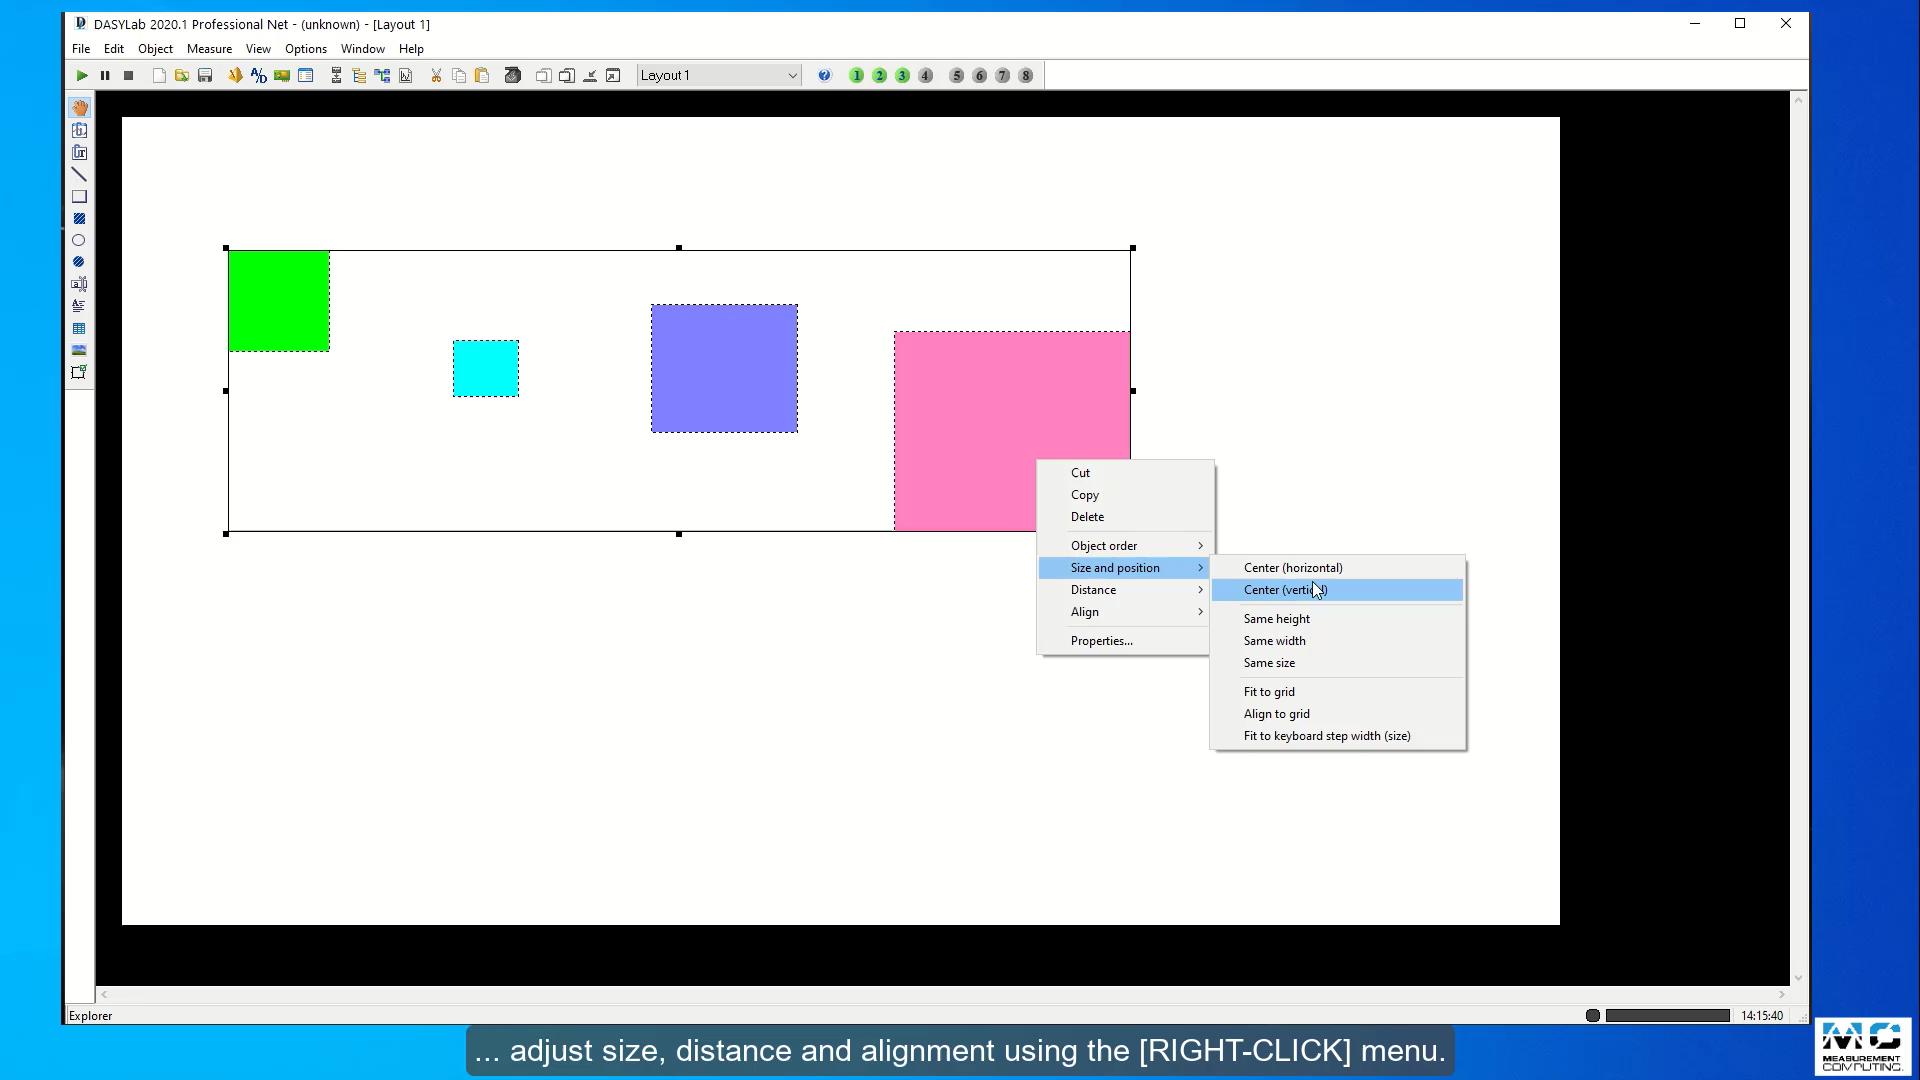 DASYLab 2020.1 Professional Net - (unknown) - [Layout 1]
File Edit Object Measure View Options Window Help
Layout 1
1 2 3 4 5 6 7 8
Cut
Copy
Delete
Object order
Size and position
Distance
Align
Properties...
Center (horizontal)
Center (vertical)
Same height
Same width
Same size
Fit to grid
Align to grid
Fit to keyboard step width (size)
Explorer
14:15:40
... adjust size, distance and alignment using the [RIGHT-CLICK] menu.
MC
MEASUREMENT
COMPUTING.